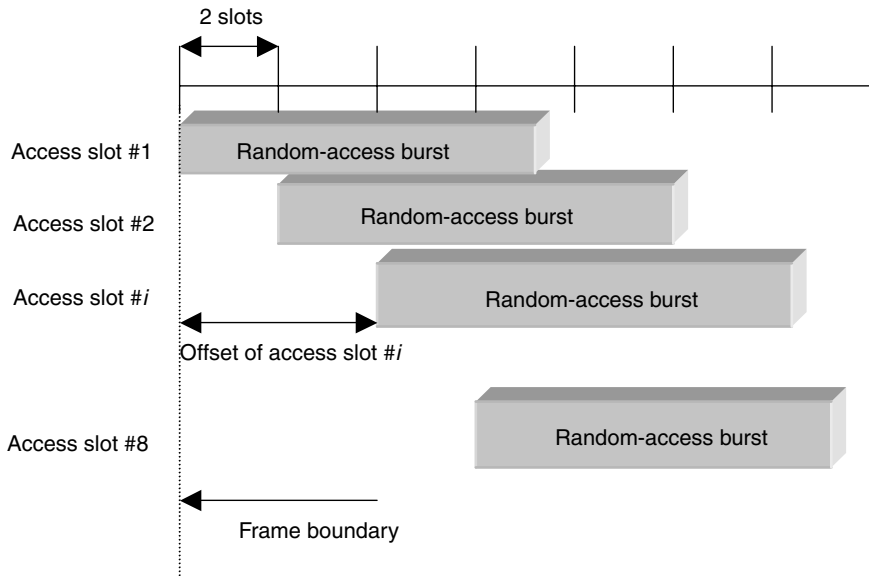 2 slots
Access slot #1
Random-access burst
Access slot #2
Random-access burst
Access slot #i
Random-access burst
Offset of access slot #i
Access slot #8
Random-access burst
Frame boundary